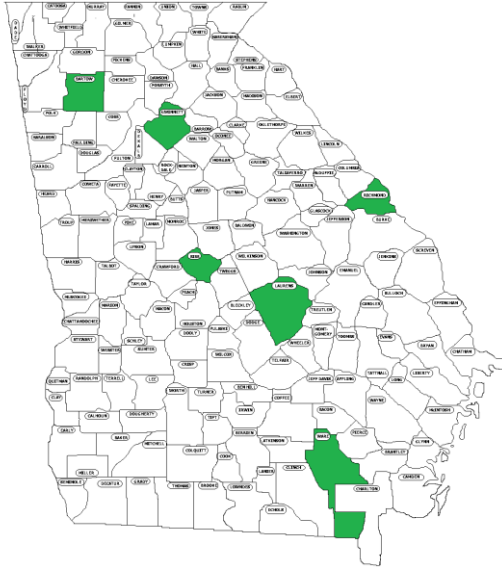 CATOOSA MURRAY FANNIN UNION TOWNS RABUN
DADE
WHITFIELD GILMER
WALKER
CHATTOOGA
LUMPKIN WHITE
GORDON PICKENS
DAWSON
HALL BANKS
STEPHENS
FRANKLIN
HART
FLOYD
BARTOW CHEROKEE
FORSYTH
JACKSON MADISON ELBERT
POLK COBB
GWINNETT
BARROW
CLARKE OGLETHORPE
WILKES
LINCOLN
HARALSON PAULDING
DOUGLAS
FULTON
DEKALB
WALTON OCONEE
CARROLL
CLAYTON
ROCKDALE
NEWTON
MORGAN GREENE
TALIAFERRO
MCDUFFIE COLUMBIA
HEARD COWETA FAYETTE
HENRY
SPALDING
BUTTS
JASPER PUTNAM
HANCOCK
WARREN
RICHMOND
GLASCOCK
JEFFERSON BURKE
TROUP MERIWETHER PIKE LAMAR MONROE
JONES BALDWIN
WASHINGTON
UPSON
HARRIS TALBOT
CRAWFORD
BIBB
TWIGGS
WILKINSON
JOHNSON
EMANUEL
JENKINS
SCREVEN
TAYLOR
PEACH
MUSCOGEE MARION MACON
HOUSTON
BLECKLEY
LAURENS
TREUTLEN
CANDLER
BULLOCH
EFFINGHAM
CHATTAHOOCHEE
STEWART
WEBSTER
SCHLEY
SUMTER
DOOLY
PULASKI
DODGE
WHEELER
MONTGOMERY
TOOMBS
EVANS
BRYAN
CHATHAM
WILCOX
TELFAIR
QUITMAN RANDOLPH TERRELL LEE
CRISP
TURNER
BEN HILL
JEFF DAVIS APPLING
TATTNALL
LONG
LIBERTY
CLAY
CALHOUN DOUGHERTY
WORTH
TIFT
IRWIN
COFFEE
BACON
WAYNE
MCINTOSH
EARLY
BAKER
MITCHELL
COLQUITT
COOK
BERRIEN
ATKINSON
WARE
PIERCE
BRANTLEY
GLYNN
MILLER
SEMINOLE DECATUR GRADY THOMAS BROOKS LOWNDES
LANIER
CLINCH
ECHOLS
CHARLTON
CAMDEN